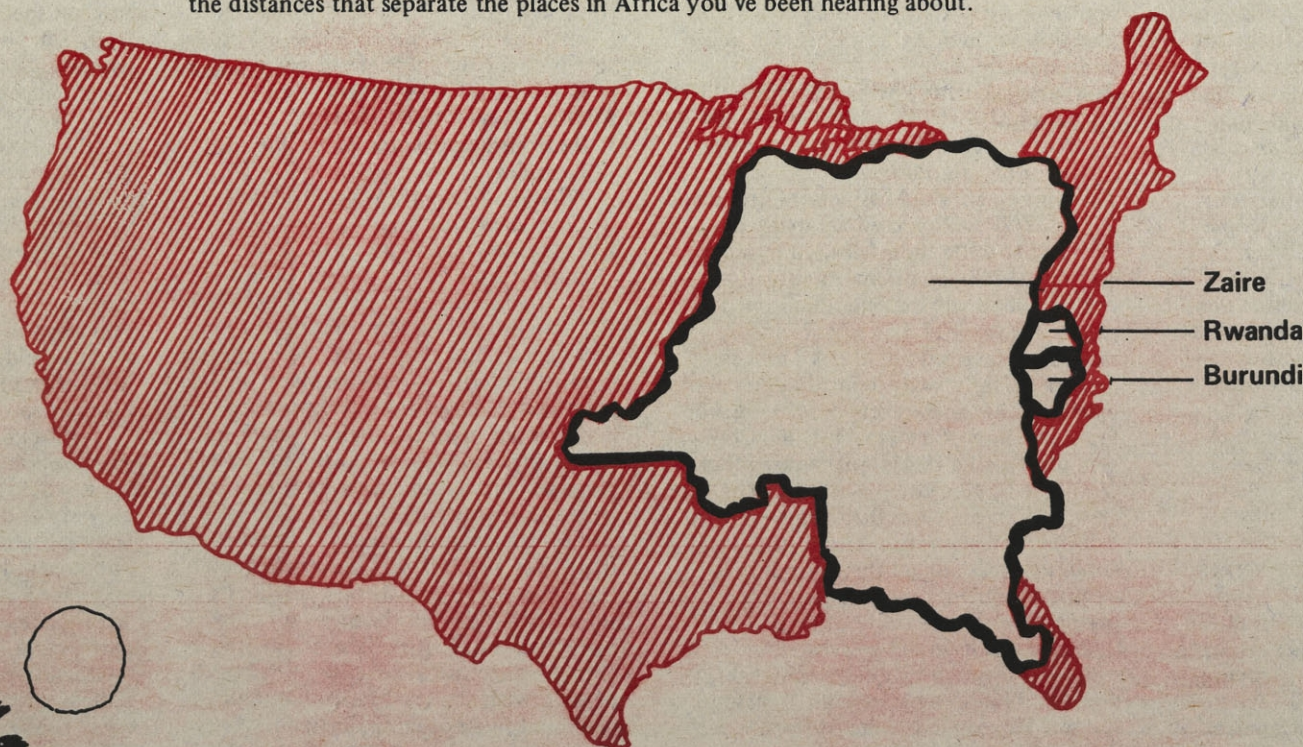 the distances that separate the places in Africa you've been hearing about.
Zaire
Rwanda
Burundi